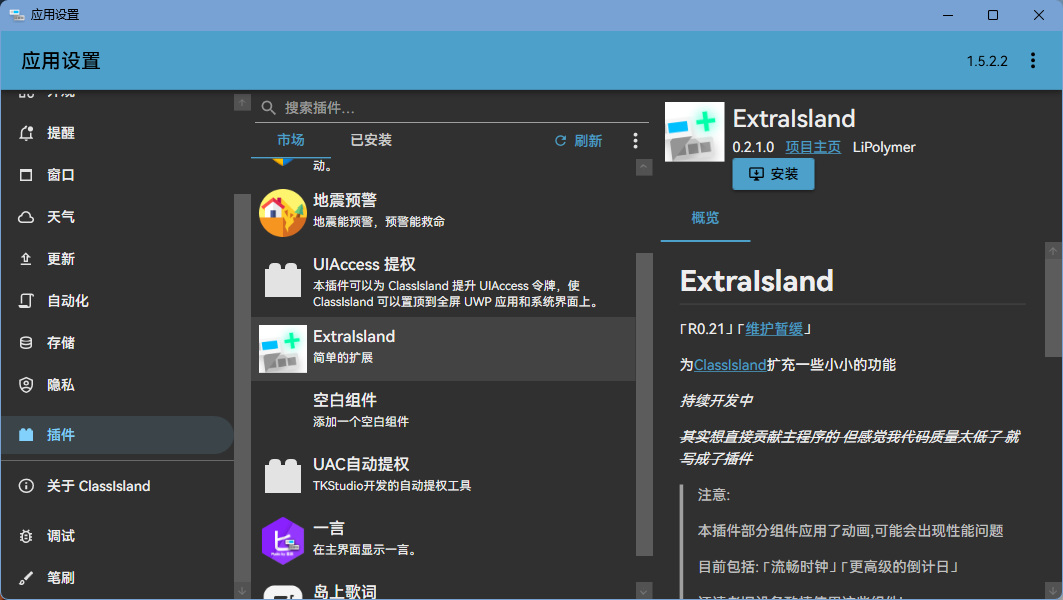 应用设置
应用设置
1.5.2.2
提醒
窗口
天气
更新
自动化
存储
隐私
插件
关于 ClassIsland
调试
笔刷
搜索插件...
市场
已安装
刷新
动。
地震预警
地震能预警，预警能救命
UIAccess 提权
本插件可以为 ClassIsland 提升 UIAccess 令牌，使
ClassIsland 可以置顶到全屏 UWP 应用和系统界面上。
ExtraIsland
简单的扩展
空白组件
添加一个空白组件
UAC自动提权
TKStudio开发的自动提权工具
一言
在主界面显示一言。
岛上歌词
ExtraIsland
0.2.1.0 项目主页 LiPolymer
安装
概览
ExtraIsland
「R0.21」「维护暂缓」
为ClassIsland扩充一些小小的功能
持续开发中
其实想直接贡献主程序的 但感觉我代码质量太低了 就
写成了插件
注意:
本插件部分组件应用了动画,可能会出现性能问题
目前包括:「流畅时钟」「更高级的倒计日」